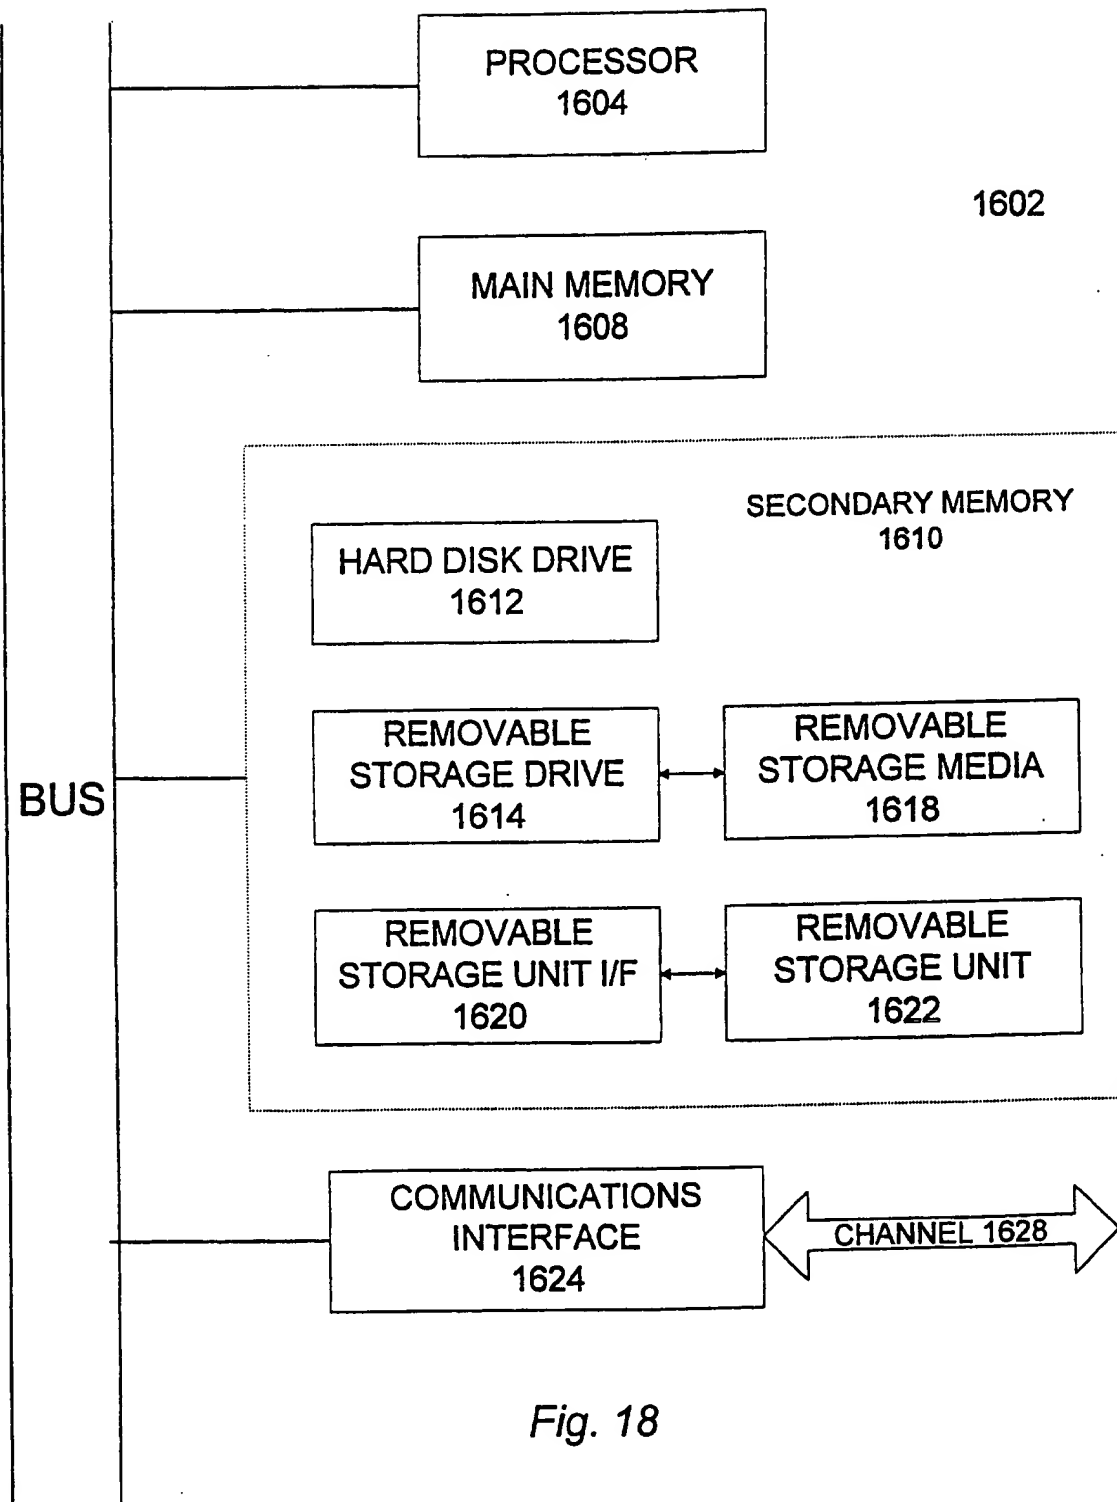 PROCESSOR
1604
1602
MAIN MEMORY
1608
SECONDARY MEMORY
1610
HARD DISK DRIVE
1612
REMOVABLE
STORAGE DRIVE
1614
REMOVABLE
STORAGE MEDIA
1618
BUS
REMOVABLE
STORAGE UNIT I/F
1620
REMOVABLE
STORAGE UNIT
1622
COMMUNICATIONS
INTERFACE
1624
CHANNEL 1628
Fig. 18